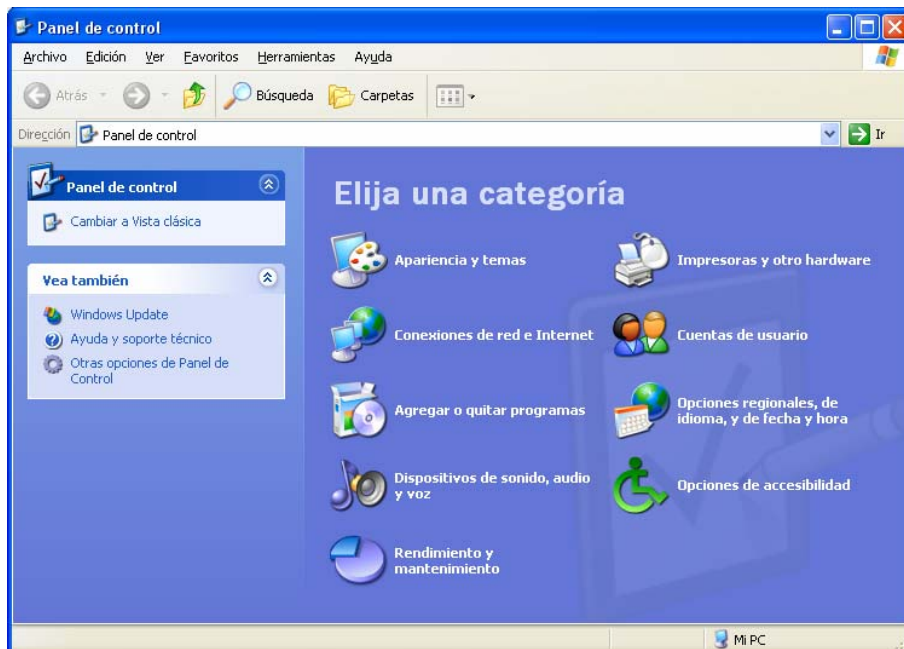 Panel de control
Archivo Edición Ver Favoritos Herramientas Ayuda
Atrás Búsqueda Carpetas
Dirección Panel de control Ir
Panel de control
Cambiar a Vista clásica
Vea también
Windows Update
Ayuda y soporte técnico
Otras opciones de Panel de
Control
Elija una categoría
Apariencia y temas
Impresoras y otro hardware
Conexiones de red e Internet
Cuentas de usuario
Agregar o quitar programas
Opciones regionales, de
idioma, y de fecha y hora
Dispositivos de sonido, audio
y voz
Opciones de accesibilidad
Rendimiento y
mantenimiento
Mi PC